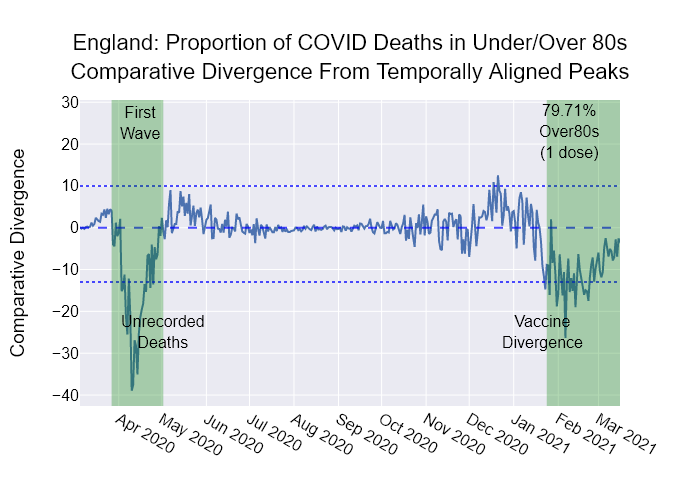 England: Proportion of COVID Deaths in Under/Over 80s
Comparative Divergence From Temporally Aligned Peaks
Comparative Divergence
30
20
10
0
−10
−20
−30
−40
First
Wave
79.71%
Over80s
(1 dose)
Unrecorded
Deaths
Vaccine
Divergence
Apr 2020
May 2020
Jun 2020
Jul 2020
Aug 2020
Sep 2020
Oct 2020
Nov 2020
Dec 2020
Jan 2021
Feb 2021
Mar 2021